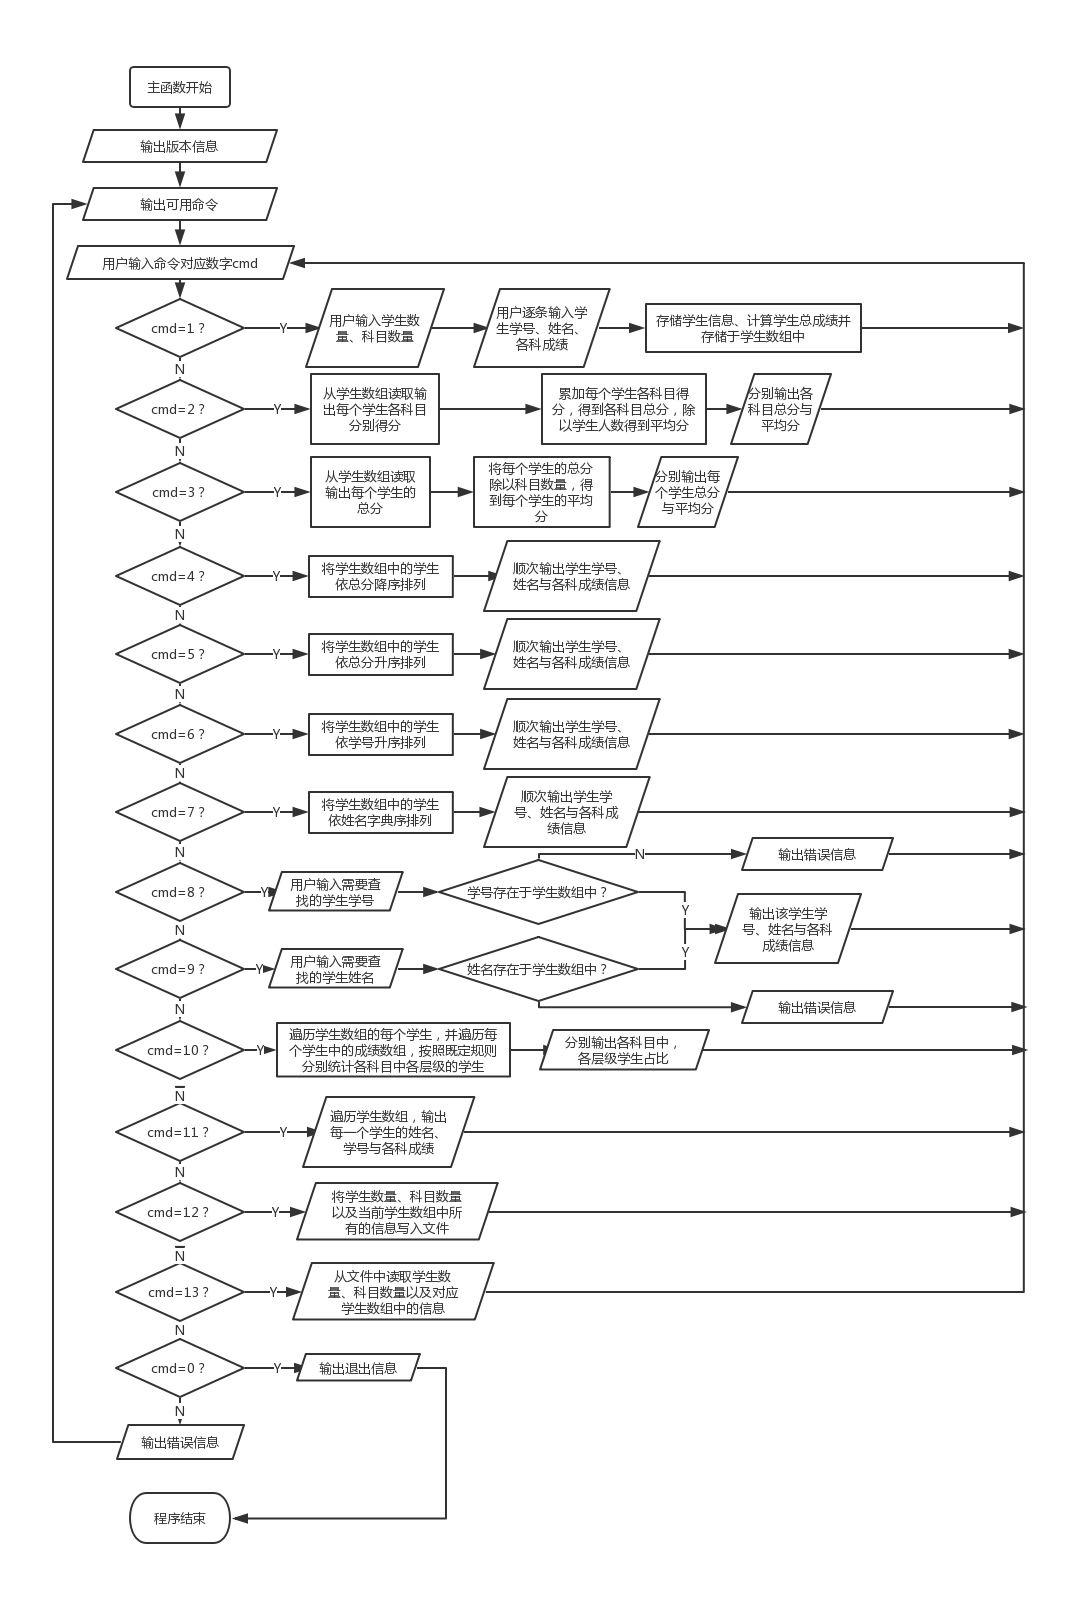 主函数开始
输出版本信息
输出可用命令
用户输入命令对应数字cmd
cmd=1？
Y
用户输入学生数
量、科目数量
用户逐条输入学
生学号、姓名、
各科成绩
存储学生信息、计算学生总成绩并
存储于学生数组中
N
cmd=2？
Y
从学生数组读取输
出每个学生各科目
分别得分
累加每个学生各科目得
分，得到各科目总分，除
以学生人数得到平均分
分别输出各
科目总分与
平均分
N
cmd=3？
Y
从学生数组读取
输出每个学生的
总分
将每个学生的总分
除以科目数量，得
到每个学生的平均
分
分别输出每
个学生总分
与平均分
N
cmd=4？
Y
将学生数组中的学生
依总分降序排列
顺次输出学生学号、
姓名与各科成绩信息
N
cmd=5？
Y
将学生数组中的学生
依总分升序排列
顺次输出学生学号、
姓名与各科成绩信息
N
cmd=6？
Y
将学生数组中的学生
依学号升序排列
顺次输出学生学号、
姓名与各科成绩信息
N
cmd=7？
Y
将学生数组中的学生
依姓名字典序排列
顺次输出学生学
号、姓名与各科成
绩信息
N
cmd=8？
Y
用户输入需要查
找的学生学号
学号存在于学生数组中？
N
输出错误信息
Y
输出该学生学
号、姓名与各科
成绩信息
N
cmd=9？
Y
用户输入需要查
找的学生姓名
姓名存在于学生数组中？
Y
输出错误信息
N
cmd=10？
Y
遍历学生数组的每个学生，并遍历每
个学生中的成绩数组，按照既定规则
分别统计各科目中各层级的学生
分别输出各科目中，
各层级学生占比
N
cmd=11？
Y
遍历学生数组，输出
每一个学生的姓名、
学号与各科成绩
N
cmd=12？
Y
将学生数量、科目数量
以及当前学生数组中所
有的信息写入文件
N
cmd=13？
Y
从文件中读取学生数
量、科目数量以及对应
学生数组中的信息
N
cmd=0？
Y
输出退出信息
N
输出错误信息
程序结束